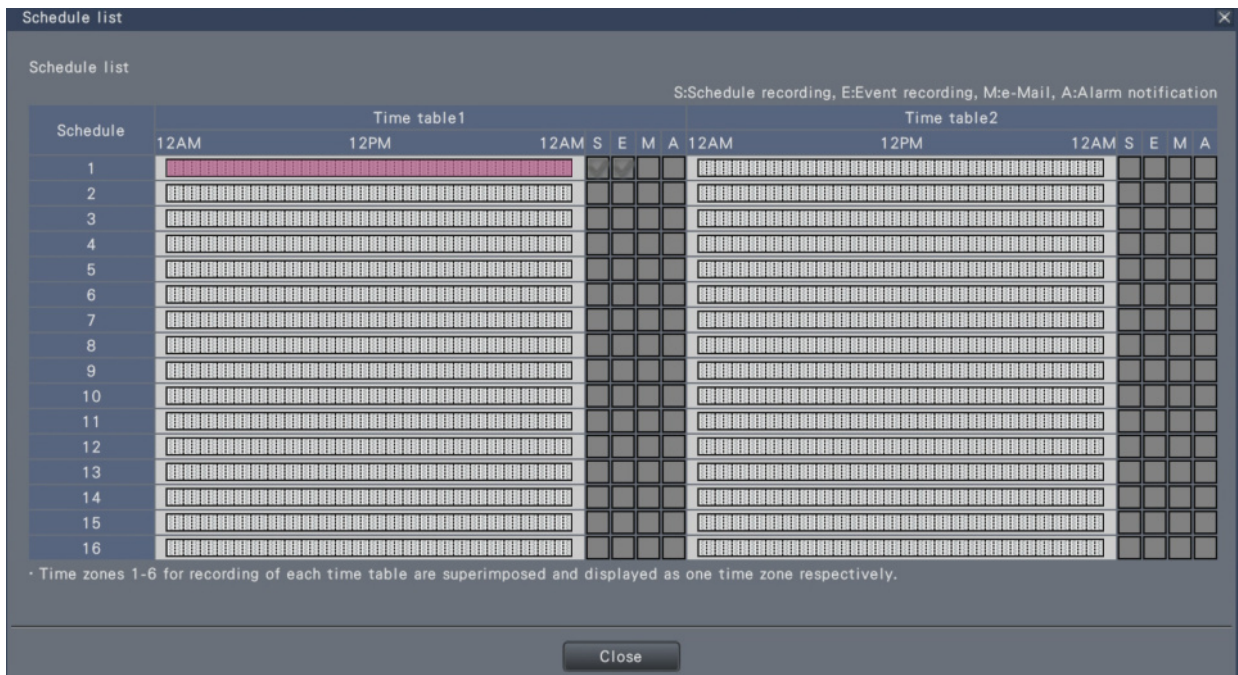 Schedule list
Schedule list
S:Schedule recording, E:Event recording, M:e-Mail, A:Alarm notification
Schedule Time table1 Time table2
12AM 12PM 12AM S E M A 12AM 12PM 12AM S E M A
1
2
3
4
5
6
7
8
9
10
11
12
13
14
15
16
・Time zones 1-6 for recording of each time table are superimposed and displayed as one time zone respectively.
Close